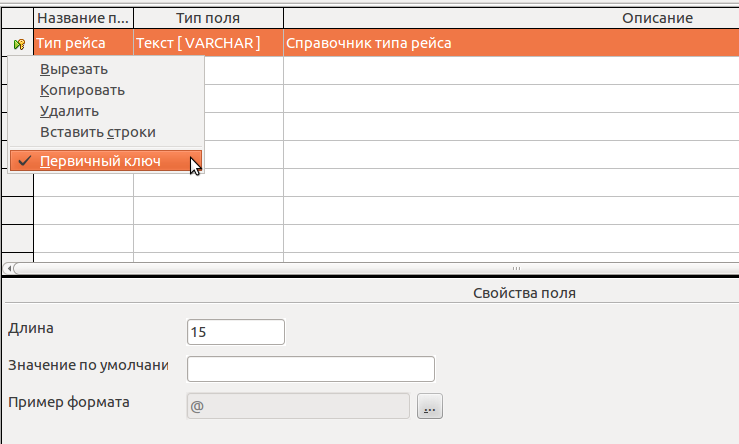 Название п... Тип поля Описание
Тип рейса Текст [ VARCHAR ] Справочник типа рейса
Вырезать
Копировать
Удалить
Вставить строки
Первичный ключ
Свойства поля
Длина 15
Значение по умолчани
Пример формата @ ...